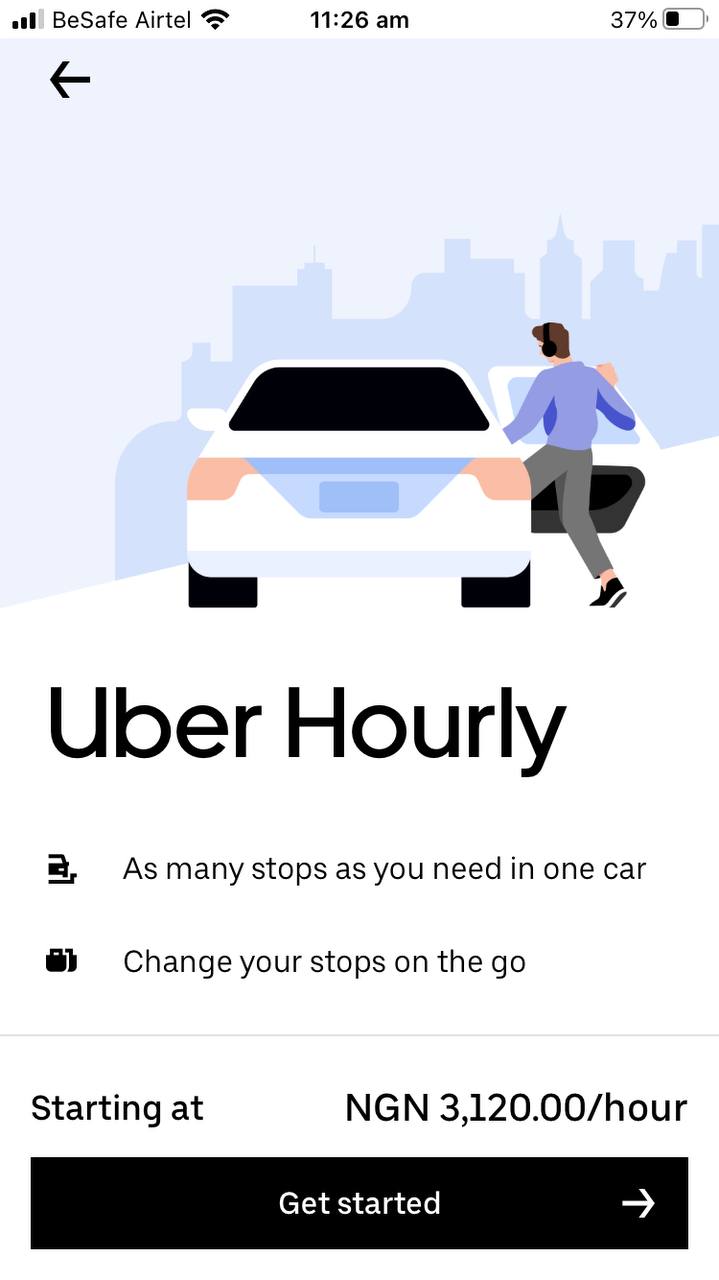 BeSafe Airtel 11:26 am 37%
Uber Hourly
As many stops as you need in one car
Change your stops on the go
Starting at NGN 3,120.00/hour
Get started